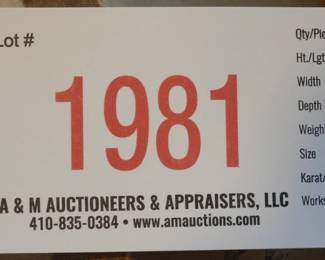 Lot #
1981
A & M AUCTIONEERS & APPRAISERS, LLC
410-835-0384 • www.amauctions.com
Qty/Pie
Ht./Lgt
Width
Depth
Weigh
Size
Karat/
Works